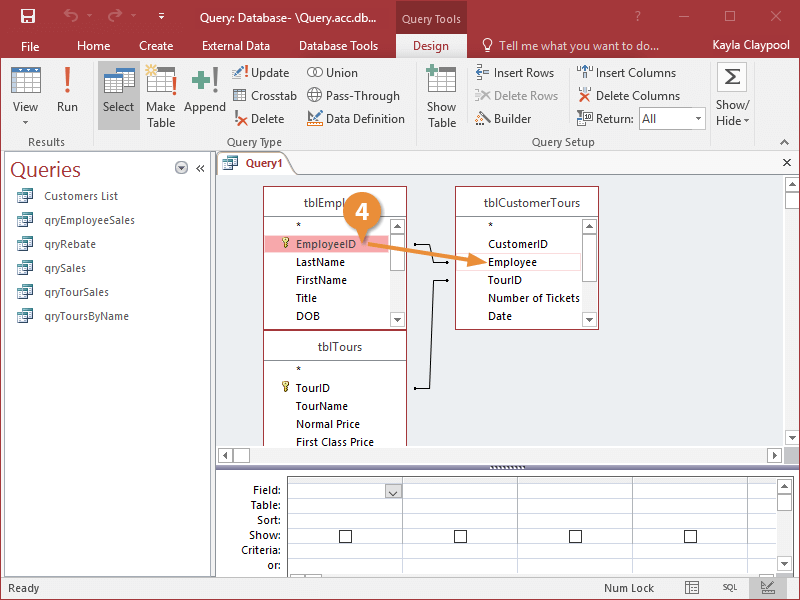 Query: Database- \Query.acc.db...
Query Tools
?
File
Home
Create
External Data
Database Tools
Design
Tell me what you want to do...
Kayla Claypool
View
Run
Results
Select
Make
Table
Append
Update
Crosstab
Delete
Union
Pass-Through
Data Definition
Query Type
Show
Table
Insert Rows
Delete Rows
Builder
Insert Columns
Delete Columns
Return: All
Query Setup
Σ
Show/
Hide
Queries
«
Customers List
qryEmployeeSales
qryRebate
qrySales
qryTourSales
qryToursByName
Query1
tblEmpl
4
*
EmployeeID
LastName
FirstName
Title
DOB
tblCustomerTours
*
CustomerID
Employee
TourID
Number of Tickets
Date
tblTours
*
TourID
TourName
Normal Price
First Class Price
Field:
Table:
Sort:
Show:
Criteria:
or:
Ready
Num Lock
SQL